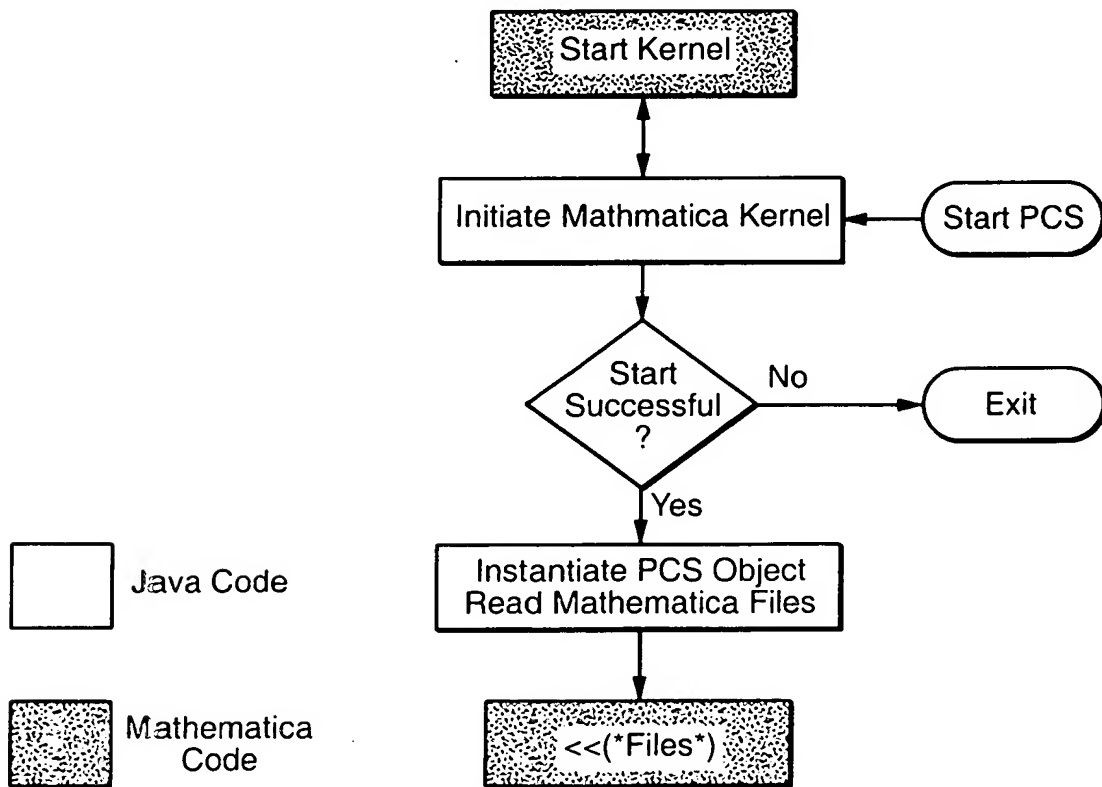 Start Kernel
Initiate Mathmatica Kernel
Start PCS
Start
Successful
?
No
Exit
Yes
Instantiate PCS Object
Read Mathematica Files
Java Code
Mathematica
Code
<<(*Files*)